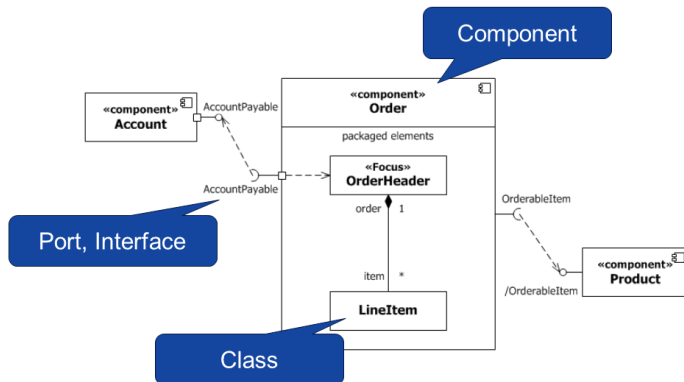 Component
«component»
Account
AccountPayable
AccountPayable
Port, Interface
«component»
Order
packaged elements
«Focus»
OrderHeader
order
1
item
*
LineItem
Class
OrderableItem
«component»
Product
/OrderableItem